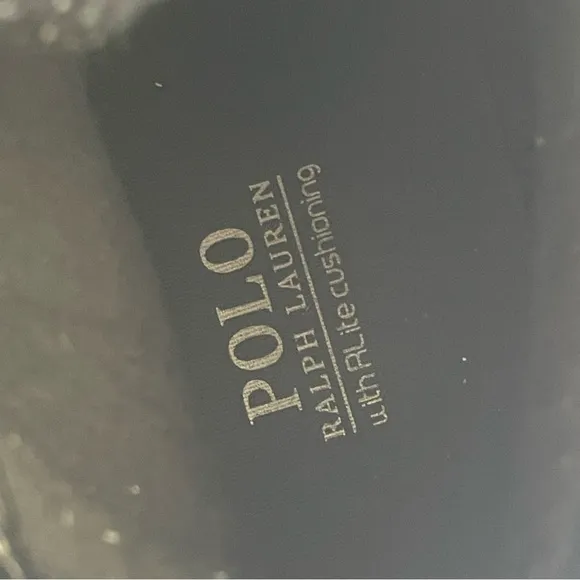 POLO
RALPH LAUREN
with RLite cushioning